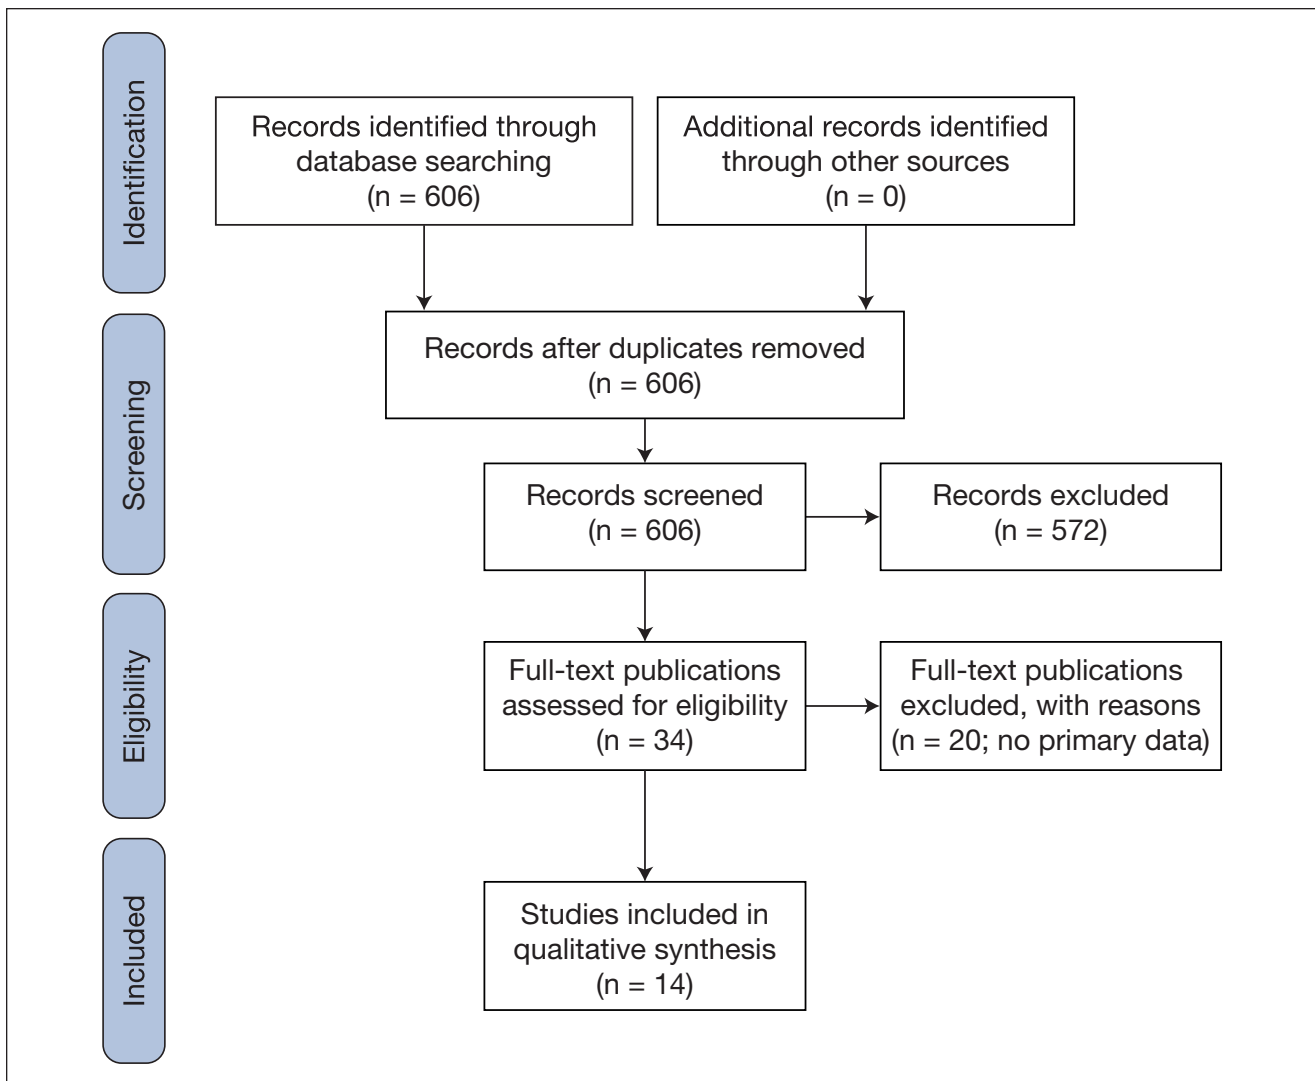 Identification
Records identified through
database searching
(n = 606)
Additional records identified
through other sources
(n = 0)
Screening
Records after duplicates removed
(n = 606)
Records screened
(n = 606)
Records excluded
(n = 572)
Eligibility
Full-text publications
assessed for eligibility
(n = 34)
Full-text publications
excluded, with reasons
(n = 20; no primary data)
Included
Studies included in
qualitative synthesis
(n = 14)